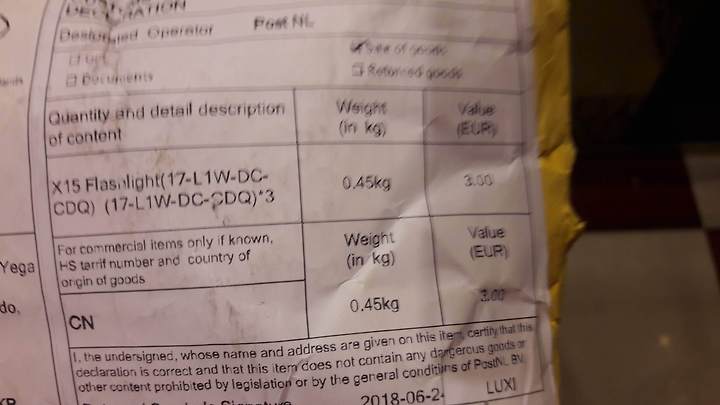 DECLARATION
Designated Operator Post NL
Gift Sale of goods
Documents Returned goods
Quantity and detail description of content
Weight (in kg)
Value (EUR)
X15 Flashlight(17-L1W-DC-
CDQ) (17-L1W-DC-CDQ)*3
0.45kg
3.00
For commercial items only if known,
HS tarrif number and country of
origin of goods
Weight
(in kg)
Value
(EUR)
CN
0.45kg
3.00
Yega
do,
I, the undersigned, whose name and address are given on this item, certify that this
declaration is correct and that this item does not contain any dangerous goods or
other content prohibited by legislation or by the general conditions of PostNL BV.
2018-06-2
LUXI